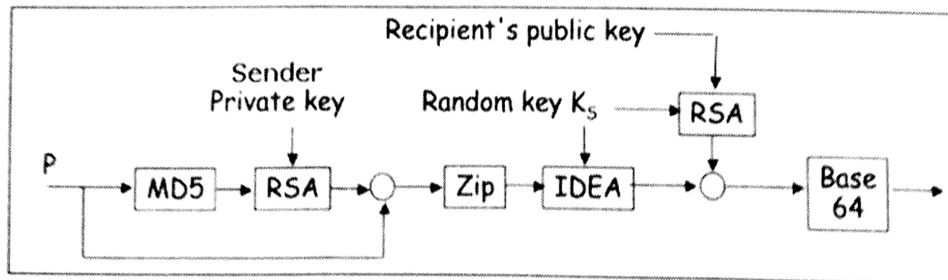 Recipient's public key
Sender
Private key
Random key K_s
RSA
P
MD5
RSA
Zip
IDEA
Base
64